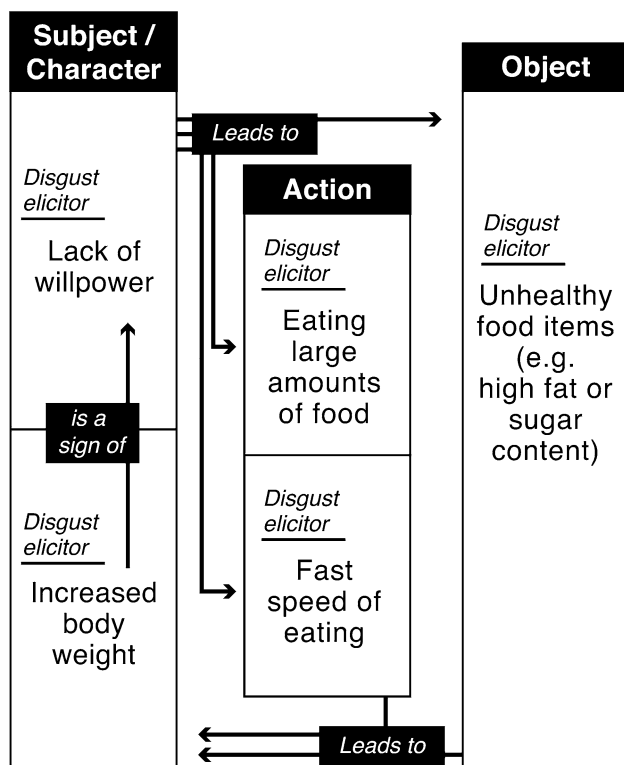 Subject /
Character
Disgust
elicitor
Lack of
willpower
is a
sign of
Disgust
elicitor
Increased
body
weight
Leads to
Action
Disgust
elicitor
Eating
large
amounts
of food
Disgust
elicitor
Fast
speed of
eating
Object
Disgust
elicitor
Unhealthy
food items
(e.g.
high fat or
sugar
content)
Leads to